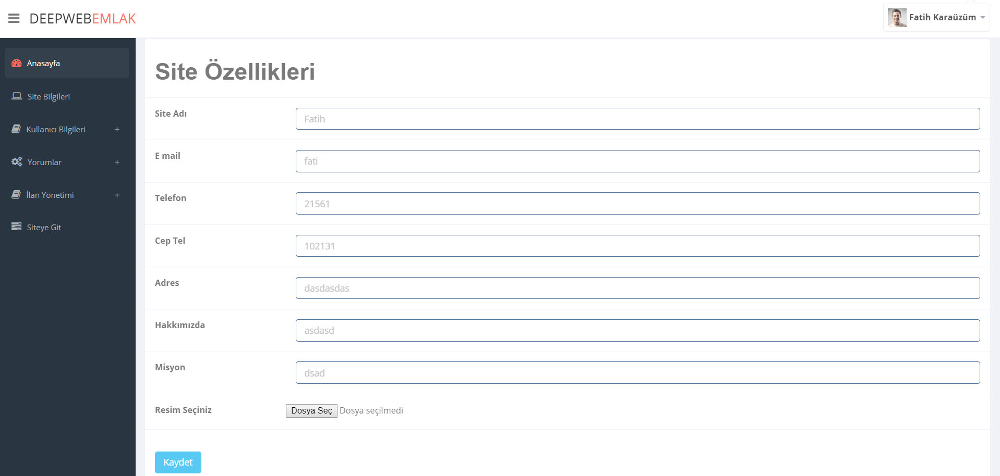 DEEPWEBEMLAK
Fatih Karaüzüm
Anasayfa
Site Bilgileri
Kullanıcı Bilgileri +
Yorumlar +
İlan Yönetimi +
Siteye Git
Site Özellikleri
Site Adı
Fatih
E mail
fati
Telefon
21561
Cep Tel
102131
Adres
dasdasdas
Hakkımızda
asdasd
Misyon
dsad
Resim Seçiniz
Dosya Seç Dosya seçilmedi
Kaydet